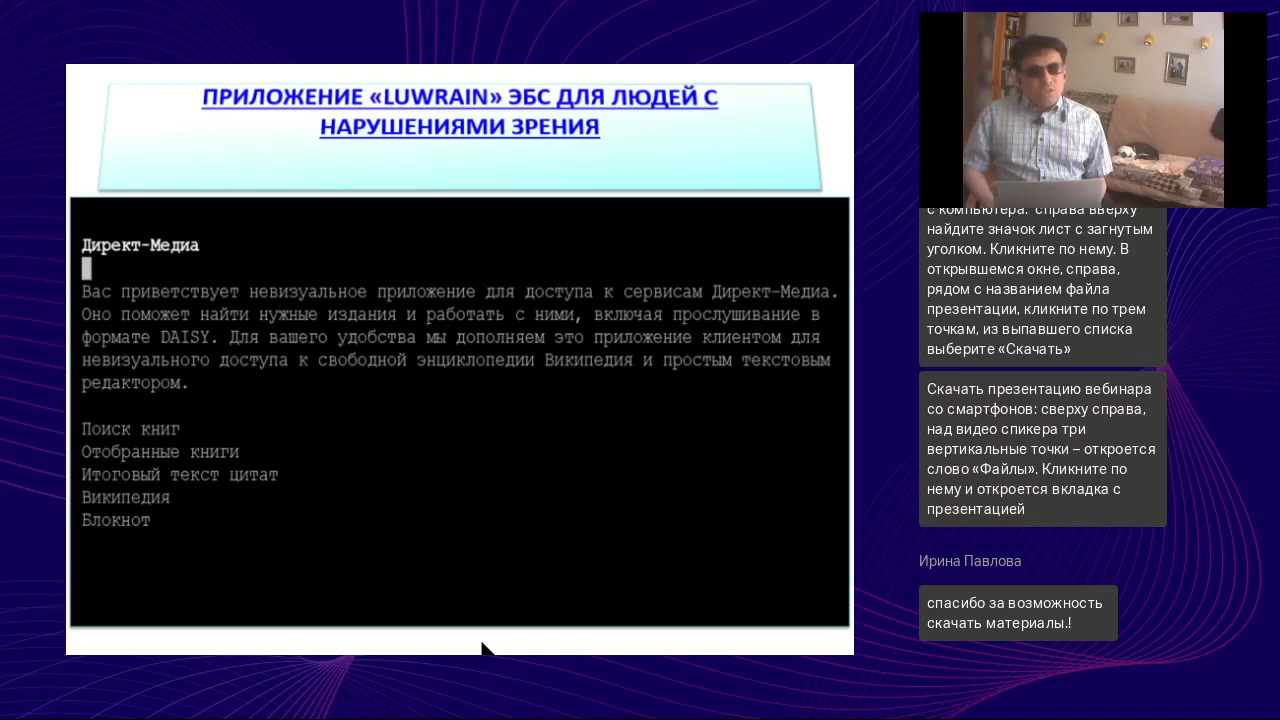 ПРИЛОЖЕНИЕ «LUWRAIN» ЭБС ДЛЯ ЛЮДЕЙ С
НАРУШЕНИЯМИ ЗРЕНИЯ
Директ-Медиа
Вас приветствует невизуальное приложение для доступа к сервисам Директ-Медиа.
Оно поможет найти нужные издания и работать с ними, включая прослушивание в
формате DAISY. Для вашего удобства мы дополняем это приложение клиентом для
невизуального доступа к свободной энциклопедии Википедия и простым текстовым
редактором.
Поиск книг
Отобранные книги
Итоговый текст цитат
Википедия
Блокнот
с компьютера: справа вверху
найдите значок лист с загнутым
уголком. Кликните по нему. В
открывшемся окне, справа,
рядом с названием файла
презентации, кликните по трем
точкам, из выпавшего списка
выберите «Скачать»
Скачать презентацию вебинара
со смартфонов: сверху справа,
над видео спикера три
вертикальные точки – откроется
слово «Файлы». Кликните по
нему и откроется вкладка с
презентацией
Ирина Павлова
спасибо за возможность
скачать материалы.!